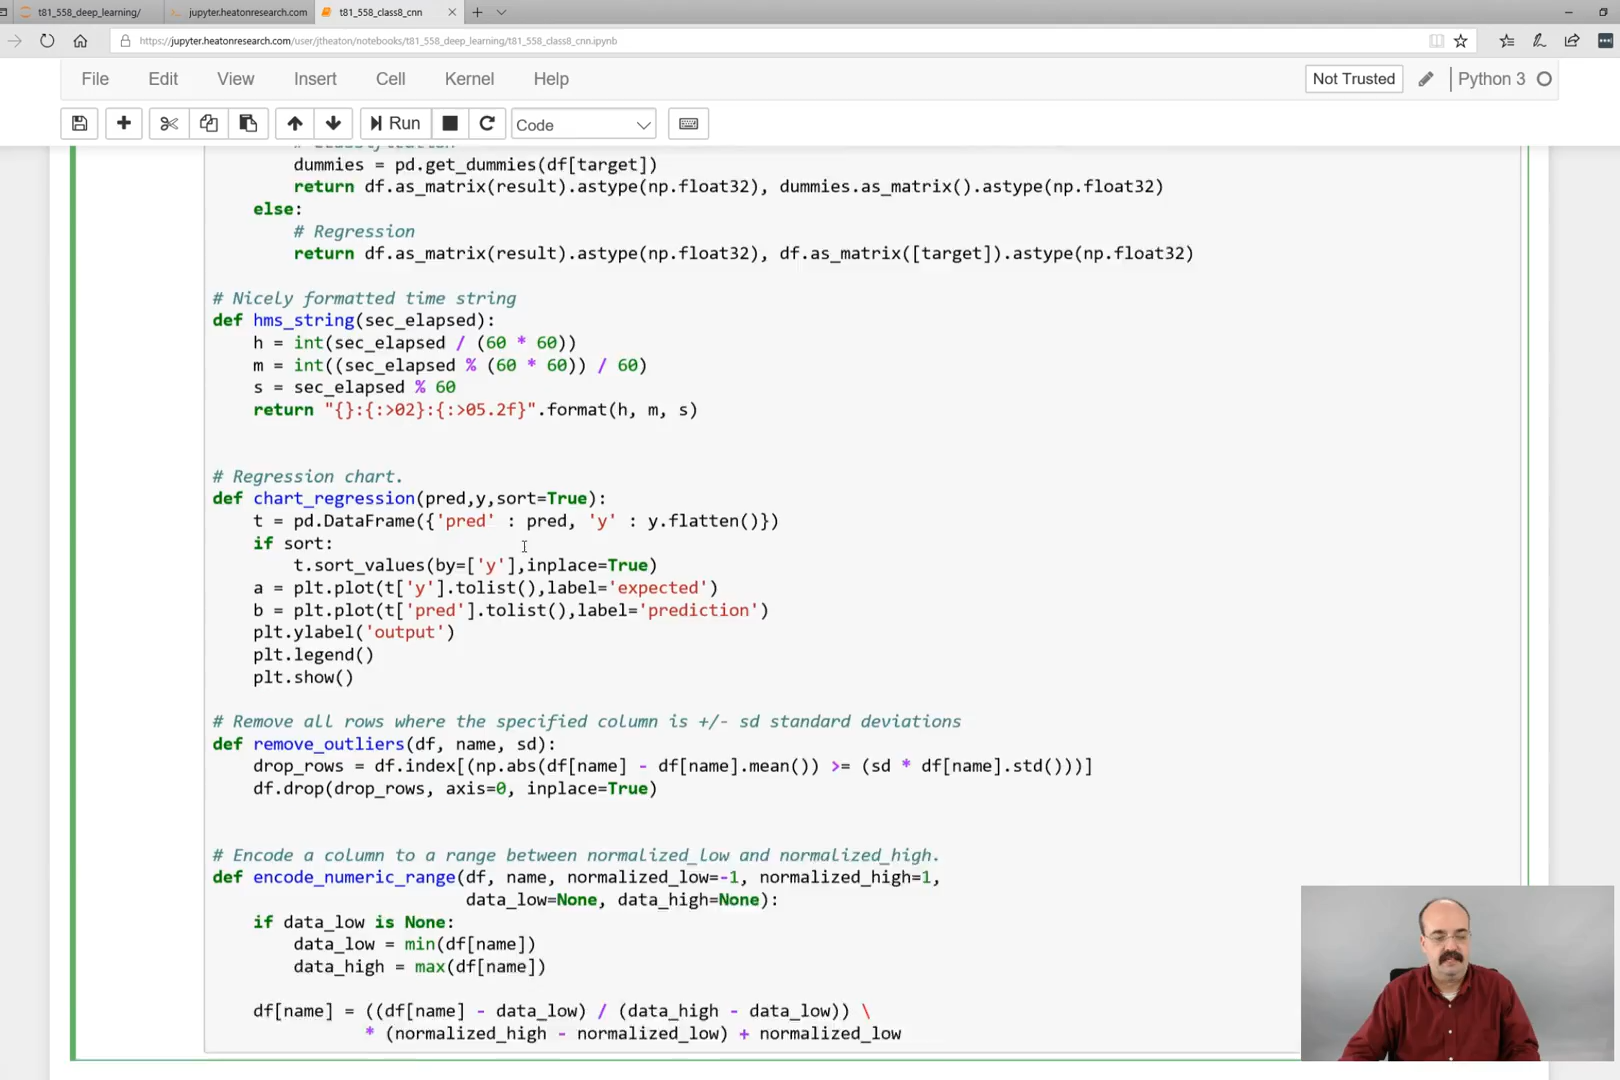 t81_558_deep_learning/
jupyter.heatonresearch.com
t81_558_class8_cnn
https://jupyter.heatonresearch.com/user/jtheaton/notebooks/t81_558_deep_learning/t81_558_class8_cnn.ipynb
File Edit View Insert Cell Kernel Help Not Trusted Python 3
Run Code
dummies = pd.get_dummies(df[target])
return df.as_matrix(result).astype(np.float32), dummies.as_matrix().astype(np.float32)
else:
# Regression
return df.as_matrix(result).astype(np.float32), df.as_matrix([target]).astype(np.float32)
# Nicely formatted time string
def hms_string(sec_elapsed):
h = int(sec_elapsed / (60 * 60))
m = int((sec_elapsed % (60 * 60)) / 60)
s = sec_elapsed % 60
return "{}:{:>02}:{:>05.2f}".format(h, m, s)
# Regression chart.
def chart_regression(pred,y,sort=True):
t = pd.DataFrame({'pred' : pred, 'y' : y.flatten()})
if sort:
t.sort_values(by=['y'],inplace=True)
a = plt.plot(t['y'].tolist(),label='expected')
b = plt.plot(t['pred'].tolist(),label='prediction')
plt.ylabel('output')
plt.legend()
plt.show()
# Remove all rows where the specified column is +/- sd standard deviations
def remove_outliers(df, name, sd):
drop_rows = df.index[(np.abs(df[name] - df[name].mean()) >= (sd * df[name].std()))]
df.drop(drop_rows, axis=0, inplace=True)
# Encode a column to a range between normalized_low and normalized_high.
def encode_numeric_range(df, name, normalized_low=-1, normalized_high=1,
data_low=None, data_high=None):
if data_low is None:
data_low = min(df[name])
data_high = max(df[name])
df[name] = ((df[name] - data_low) / (data_high - data_low)) \
* (normalized_high - normalized_low) + normalized_low